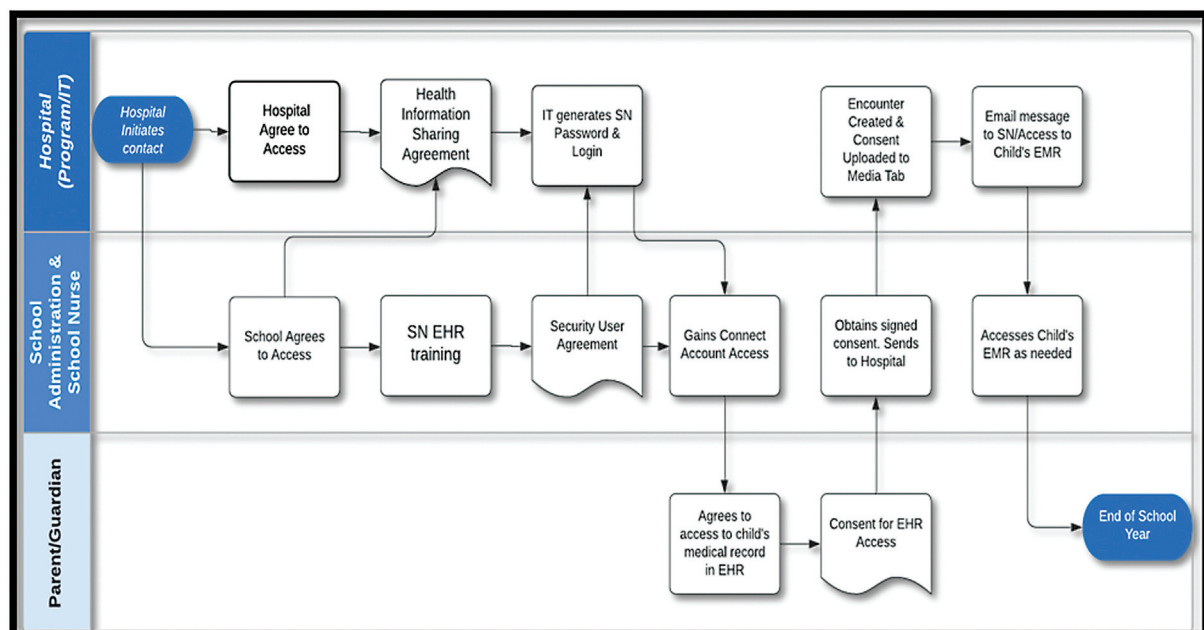 Hospital
(Program/IT)
Hospital
Initiates
contact
Hospital
Agree to
Access
Health
Information
Sharing
Agreement
IT generates SN
Password &
Login
Encounter
Created &
Consent
Uploaded to
Media Tab
Email message
to SN/Access to
Child's EMR
School
Administration &
School Nurse
School Agrees
to Access
SN EHR
training
Security User
Agreement
Gains Connect
Account Access
Obtains signed
consent. Sends
to Hospital
Accesses Child's
EMR as needed
Parent/Guardian
Agrees to
access to child's
medical record
in EHR
Consent for EHR
Access
End of School
Year